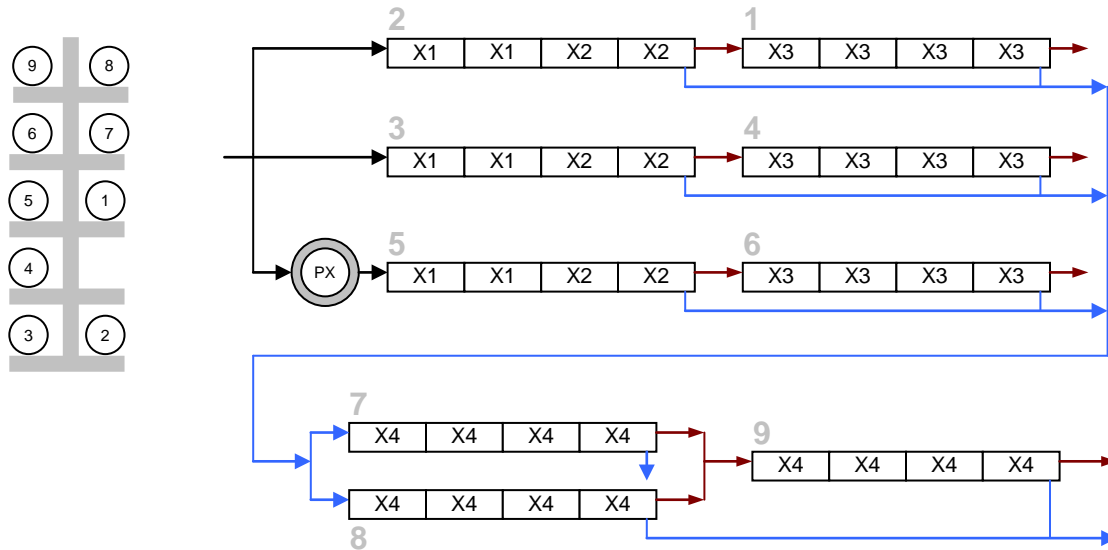 9 8
6 7
5 1
4
3 2
2 1
X1 X1 X2 X2 X3 X3 X3 X3
3 4
X1 X1 X2 X2 X3 X3 X3 X3
5 6
PX X1 X1 X2 X2 X3 X3 X3 X3
7
X4 X4 X4 X4
9
X4 X4 X4 X4
X4 X4 X4 X4
8